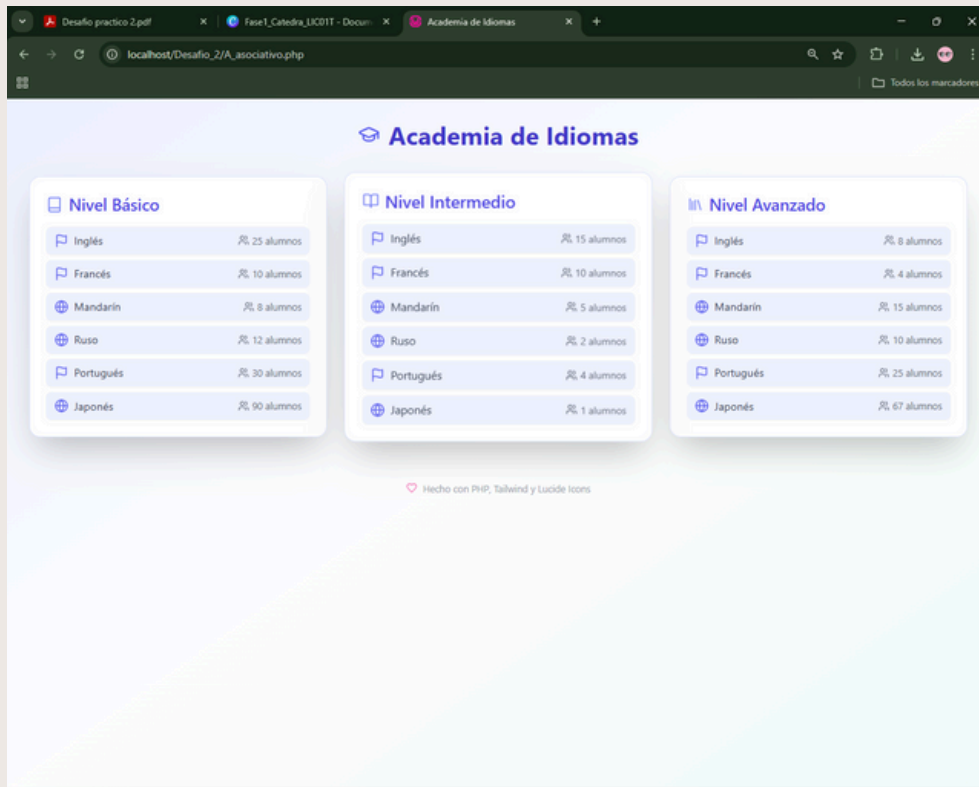 Desafio practico 2.pdf
Fase1_Catedra_LIC01T - Docum
Academia de Idiomas
localhost/Desafio_2/A_asociativo.php
Todos los marcadores
Academia de Idiomas
Nivel Básico
Inglés 25 alumnos
Francés 10 alumnos
Mandarín 8 alumnos
Ruso 12 alumnos
Portugués 30 alumnos
Japonés 90 alumnos
Nivel Intermedio
Inglés 15 alumnos
Francés 10 alumnos
Mandarín 5 alumnos
Ruso 2 alumnos
Portugués 4 alumnos
Japonés 1 alumnos
Nivel Avanzado
Inglés 8 alumnos
Francés 4 alumnos
Mandarín 15 alumnos
Ruso 10 alumnos
Portugués 25 alumnos
Japonés 67 alumnos
Hecho con PHP, Tailwind y Lucide Icons